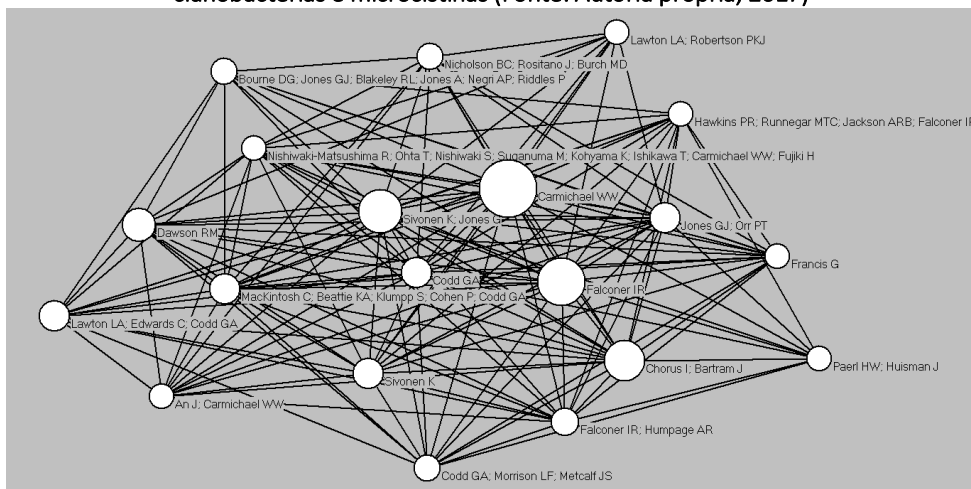 cianobactérias e microcistinas (Fonte: Autoria própria, 2017)
Lawton LA; Robertson PKJ
Nicholson BC; Rositano J; Burch MD
Bourne DG; Jones GJ; Blakeley RL; Jones A; Negri AP; Riddles P
Hawkins PR; Runnegar MTC; Jackson ARB; Falconer IR
Nishiwaki-Matsushima R; Ohta T; Nishiwaki S; Suganuma M; Kohyama K; Ishikawa T; Carmichael WW; Fujiki H
Carmichael WW
Sivonen K; Jones G
Jones GJ; Orr PT
Dawson RM
Francis G
Codd GA
Falconer IR
MacKintosh C; Beattie KA; Klumpp S; Cohen P; Codd GA
Lawton LA; Edwards C; Codd GA
Chorus I; Bartram J
Paerl HW; Huisman J
Sivonen K
An J; Carmichael WW
Falconer IR; Humpage AR
Codd GA; Morrison LF; Metcalf JS